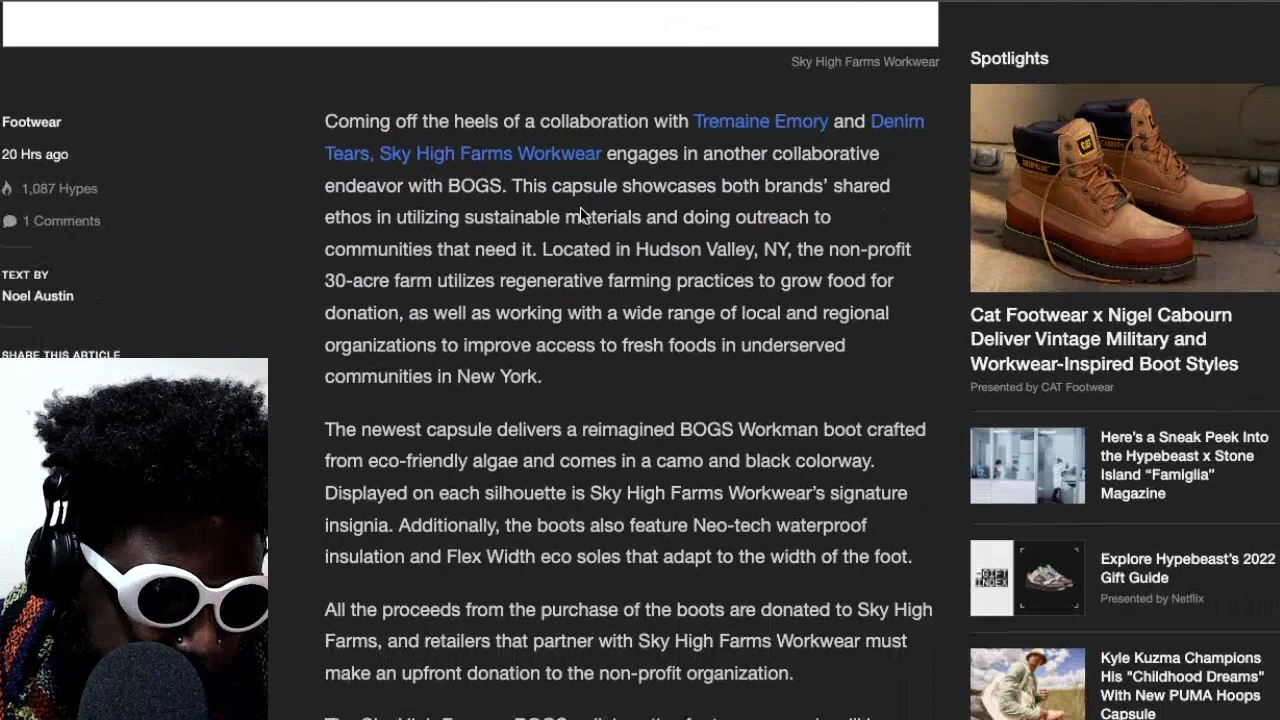 Sky High Farms Workwear
Footwear
20 Hrs ago
1,087 Hypes
1 Comments
TEXT BY
Noel Austin
SHARE THIS ARTICLE
Coming off the heels of a collaboration with Tremaine Emory and Denim
Tears, Sky High Farms Workwear engages in another collaborative
endeavor with BOGS. This capsule showcases both brands’ shared
ethos in utilizing sustainable materials and doing outreach to
communities that need it. Located in Hudson Valley, NY, the non-profit
30-acre farm utilizes regenerative farming practices to grow food for
donation, as well as working with a wide range of local and regional
organizations to improve access to fresh foods in underserved
communities in New York.
The newest capsule delivers a reimagined BOGS Workman boot crafted
from eco-friendly algae and comes in a camo and black colorway.
Displayed on each silhouette is Sky High Farms Workwear’s signature
insignia. Additionally, the boots also feature Neo-tech waterproof
insulation and Flex Width eco soles that adapt to the width of the foot.
All the proceeds from the purchase of the boots are donated to Sky High
Farms, and retailers that partner with Sky High Farms Workwear must
make an upfront donation to the non-profit organization.
Spotlights
CAT
Cat Footwear x Nigel Cabourn
Deliver Vintage Military and
Workwear-Inspired Boot Styles
Presented by CAT Footwear
Here’s a Sneak Peek Into
the Hypebeast x Stone
Island “Famiglia”
Magazine
GIFT
INDEX
Explore Hypebeast’s 2022
Gift Guide
Presented by Netflix
Kyle Kuzma Champions
His "Childhood Dreams"
With New PUMA Hoops
Capsule